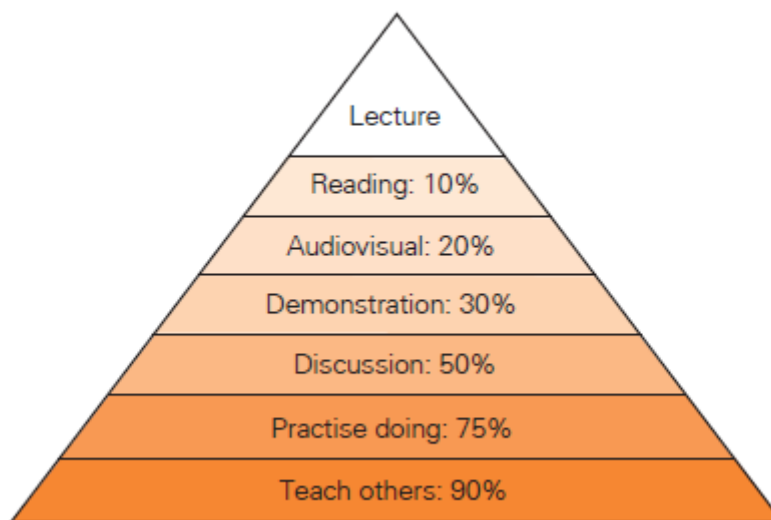 Lecture
Reading: 10%
Audiovisual: 20%
Demonstration: 30%
Discussion: 50%
Practise doing: 75%
Teach others: 90%